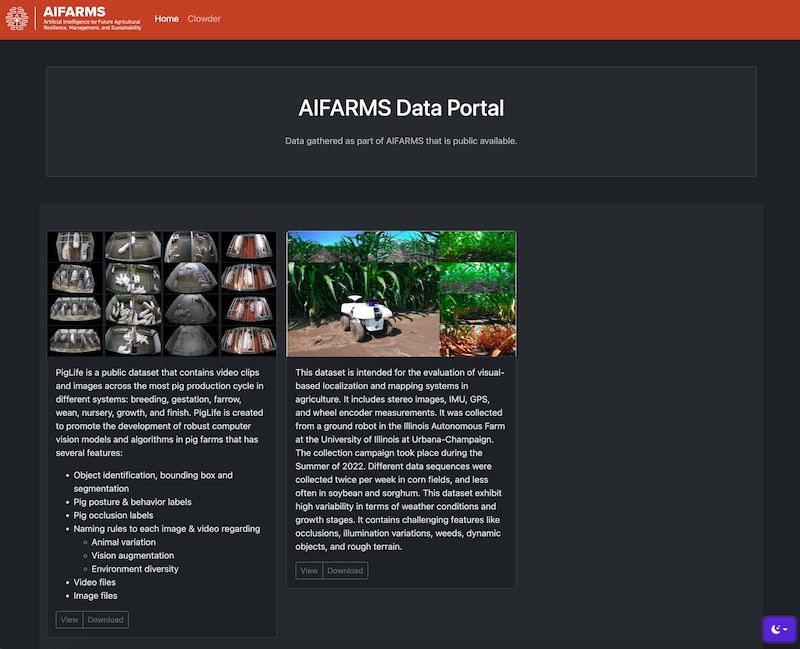 AIFARMS
Artificial Intelligence for Future Agricultural
Resilience, Management, and Sustainability
Home
Clowder
AIFARMS Data Portal
Data gathered as part of AIFARMS that is public available.
PigLife is a public dataset that contains video clips
and images across the most pig production cycle in
different systems: breeding, gestation, farrow,
wean, nursery, growth, and finish. PigLife is created
to promote the development of robust computer
vision models and algorithms in pig farms that has
several features:
Object identification, bounding box and
segmentation
Pig posture & behavior labels
Pig occlusion labels
Naming rules to each image & video regarding
Animal variation
Vision augmentation
Environment diversity
Video files
Image files
View
Download
This dataset is intended for the evaluation of visual-
based localization and mapping systems in
agriculture. It includes stereo images, IMU, GPS,
and wheel encoder measurements. It was collected
from a ground robot in the Illinois Autonomous Farm
at the University of Illinois at Urbana-Champaign.
The collection campaign took place during the
Summer of 2022. Different data sequences were
collected twice per week in corn fields, and less
often in soybean and sorghum. This dataset exhibit
high variability in terms of weather conditions and
growth stages. It contains challenging features like
occlusions, illumination variations, weeds, dynamic
objects, and rough terrain.
View
Download